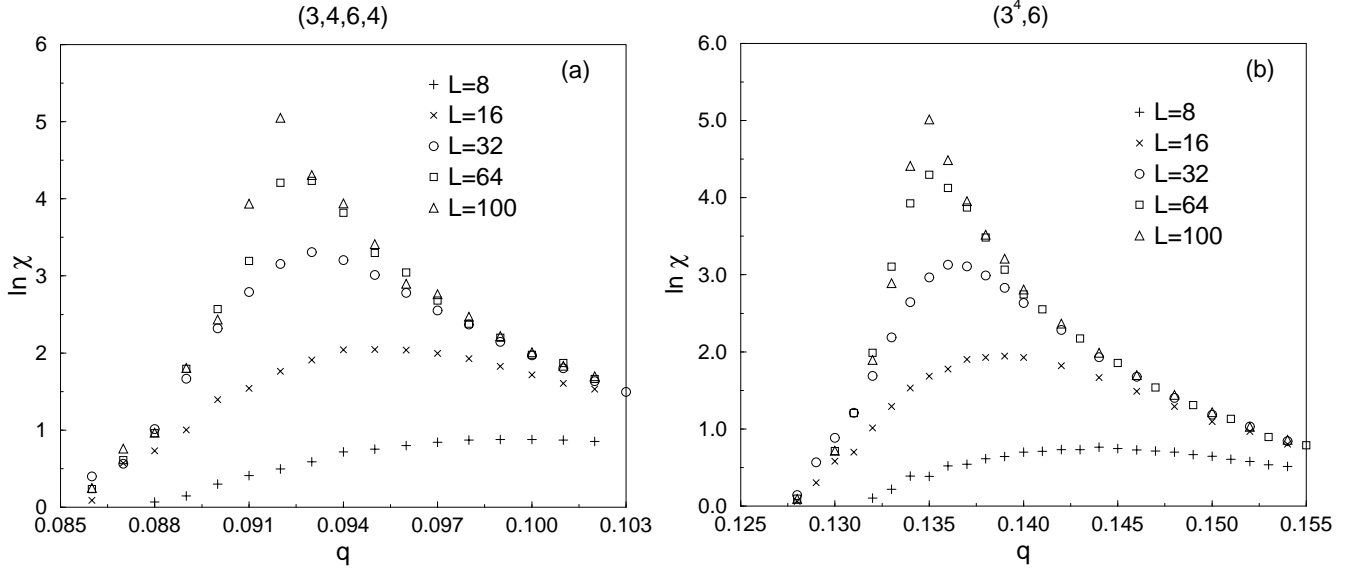 (3,4,6,4)
(a)
ln χ
6
5
4
3
2
1
0
L=8
L=16
L=32
L=64
L=100
0.085
0.088
0.091
0.094
0.097
0.100
0.103
q
(3⁴,6)
(b)
ln χ
6.0
5.0
4.0
3.0
2.0
1.0
0.0
L=8
L=16
L=32
L=64
L=100
0.125
0.130
0.135
0.140
0.145
0.150
0.155
q